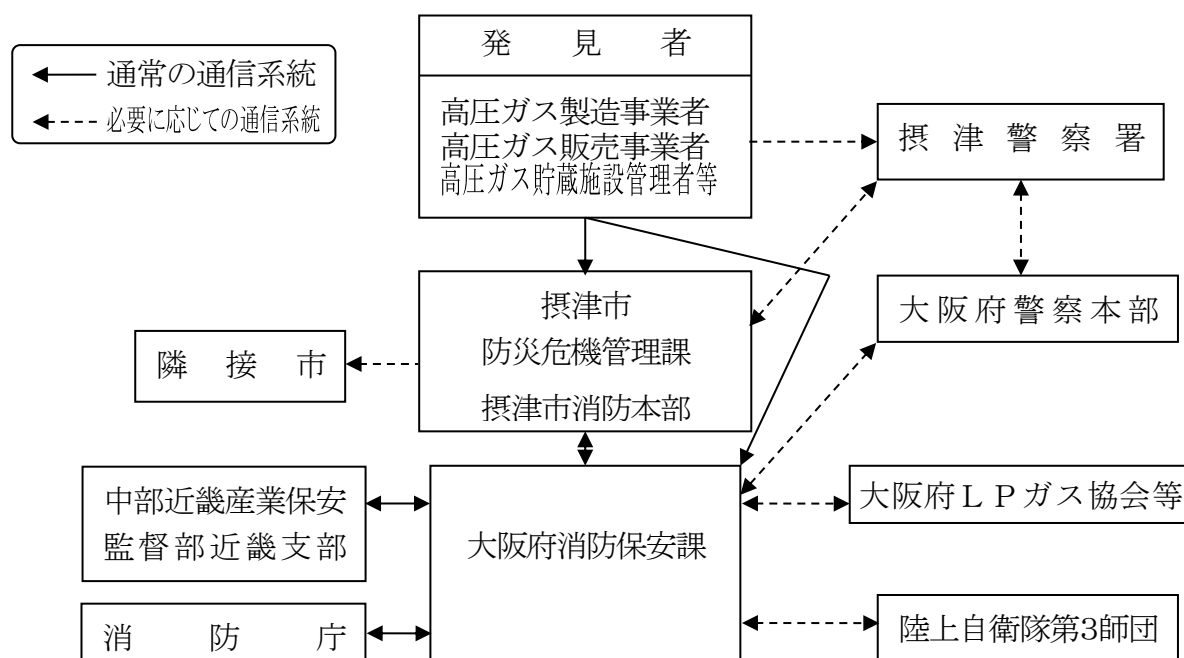 発見者
通常の通信系統
必要に応じての通信系統
高圧ガス製造事業者
高圧ガス販売事業者
高圧ガス貯蔵施設管理者等
摂津警察署
摂津市
防災危機管理課
摂津市消防本部
大阪府警察本部
隣接市
中部近畿産業保安
監督部近畿支部
大阪府消防保安課
大阪府ＬＰガス協会等
消防庁
陸上自衛隊第3師団